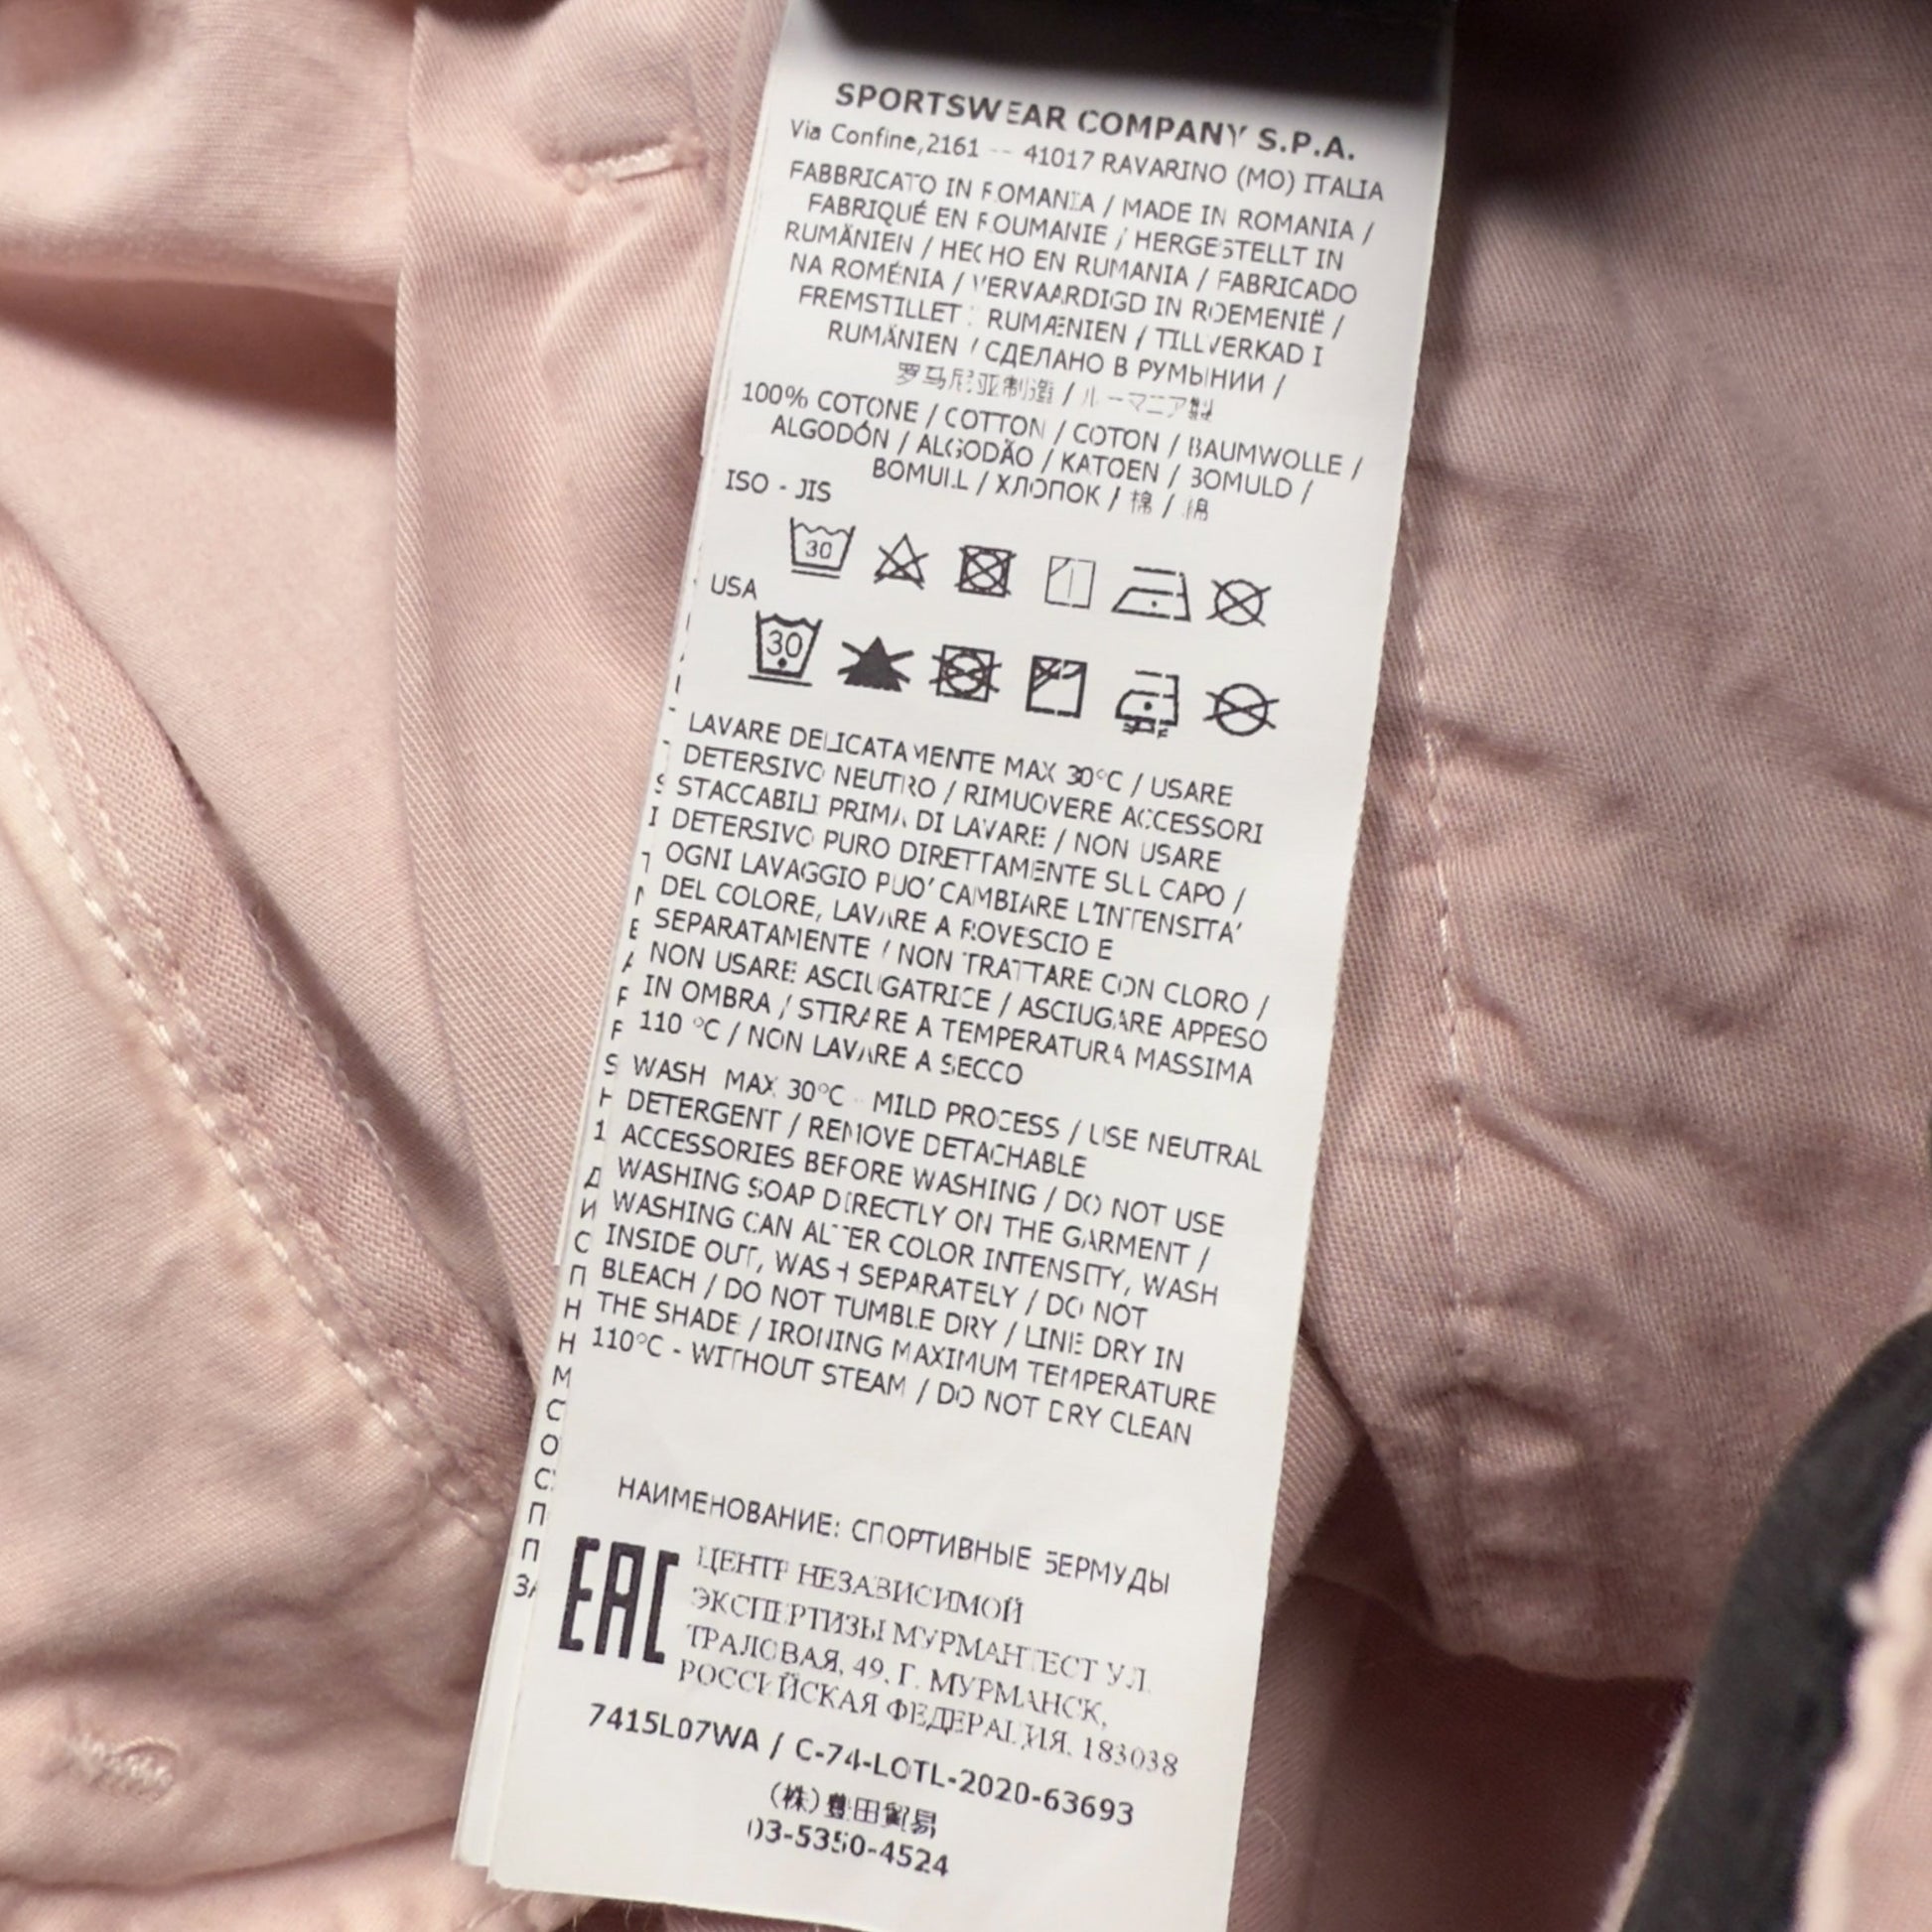 SPORTSWEAR COMPANY S.P.A.
Via Confine,2161 -- 41017 RAVARINO (MO) ITALIA
FABBRICATO IN ROMANIA / MADE IN ROMANIA /
FABRIQUÉ EN ROUMANIE / HERGESTELLT IN
RUMÄNIEN / HECHO EN RUMANIA / FABRICADO
NA ROMÉNIA / VERVAARDIGD IN ROEMENIË /
FREMSTILLET I RUMÆNIEN / TILLVERKAD I
RUMÄNIEN / СДЕЛАНО В РУМЫНИИ /
罗马尼亚制造 / ルーマニア製
100% COTONE / COTTON / COTON / BAUMWOLLE /
ALGODÓN / ALGODÃO / KATOEN / BOMULD /
BOMULL / ХЛОПОК / 棉 / 綿
ISO - JIS
30
USA
30
LAVARE DELICATAMENTE MAX 30°C / USARE
DETERSIVO NEUTRO / RIMUOVERE ACCESSORI
STACCABILI PRIMA DI LAVARE / NON USARE
DETERSIVO PURO DIRETTAMENTE SUL CAPO /
OGNI LAVAGGIO PUO' CAMBIARE L'INTENSITA'
DEL COLORE, LAVARE A ROVESCIO E
SEPARATAMENTE / NON TRATTARE CON CLORO /
NON USARE ASCIUGATRICE / ASCIUGARE APPESO
IN OMBRA / STIRARE A TEMPERATURA MASSIMA
110 °C / NON LAVARE A SECCO
WASH MAX 30°C - MILD PROCESS / USE NEUTRAL
DETERGENT / REMOVE DETACHABLE
ACCESSORIES BEFORE WASHING / DO NOT USE
WASHING SOAP DIRECTLY ON THE GARMENT /
WASHING CAN ALTER COLOR INTENSITY, WASH
INSIDE OUT, WASH SEPARATELY / DO NOT
BLEACH / DO NOT TUMBLE DRY / LINE DRY IN
THE SHADE / IRONING MAXIMUM TEMPERATURE
110°C - WITHOUT STEAM / DO NOT DRY CLEAN
НАИМЕНОВАНИЕ: СПОРТИВНЫЕ БЕРМУДЫ
EAC
ЦЕНТР НЕЗАВИСИМОЙ
ЭКСПЕРТИЗЫ МУРМАНТЕСТ УЛ.
ТРАЛОВАЯ, 49, Г. МУРМАНСК,
РОССИЙСКАЯ ФЕДЕРАЦИЯ, 183038
7415L07WA / C-74-LOTL-2020-63693
(株)豊田貿易
03-5350-4524